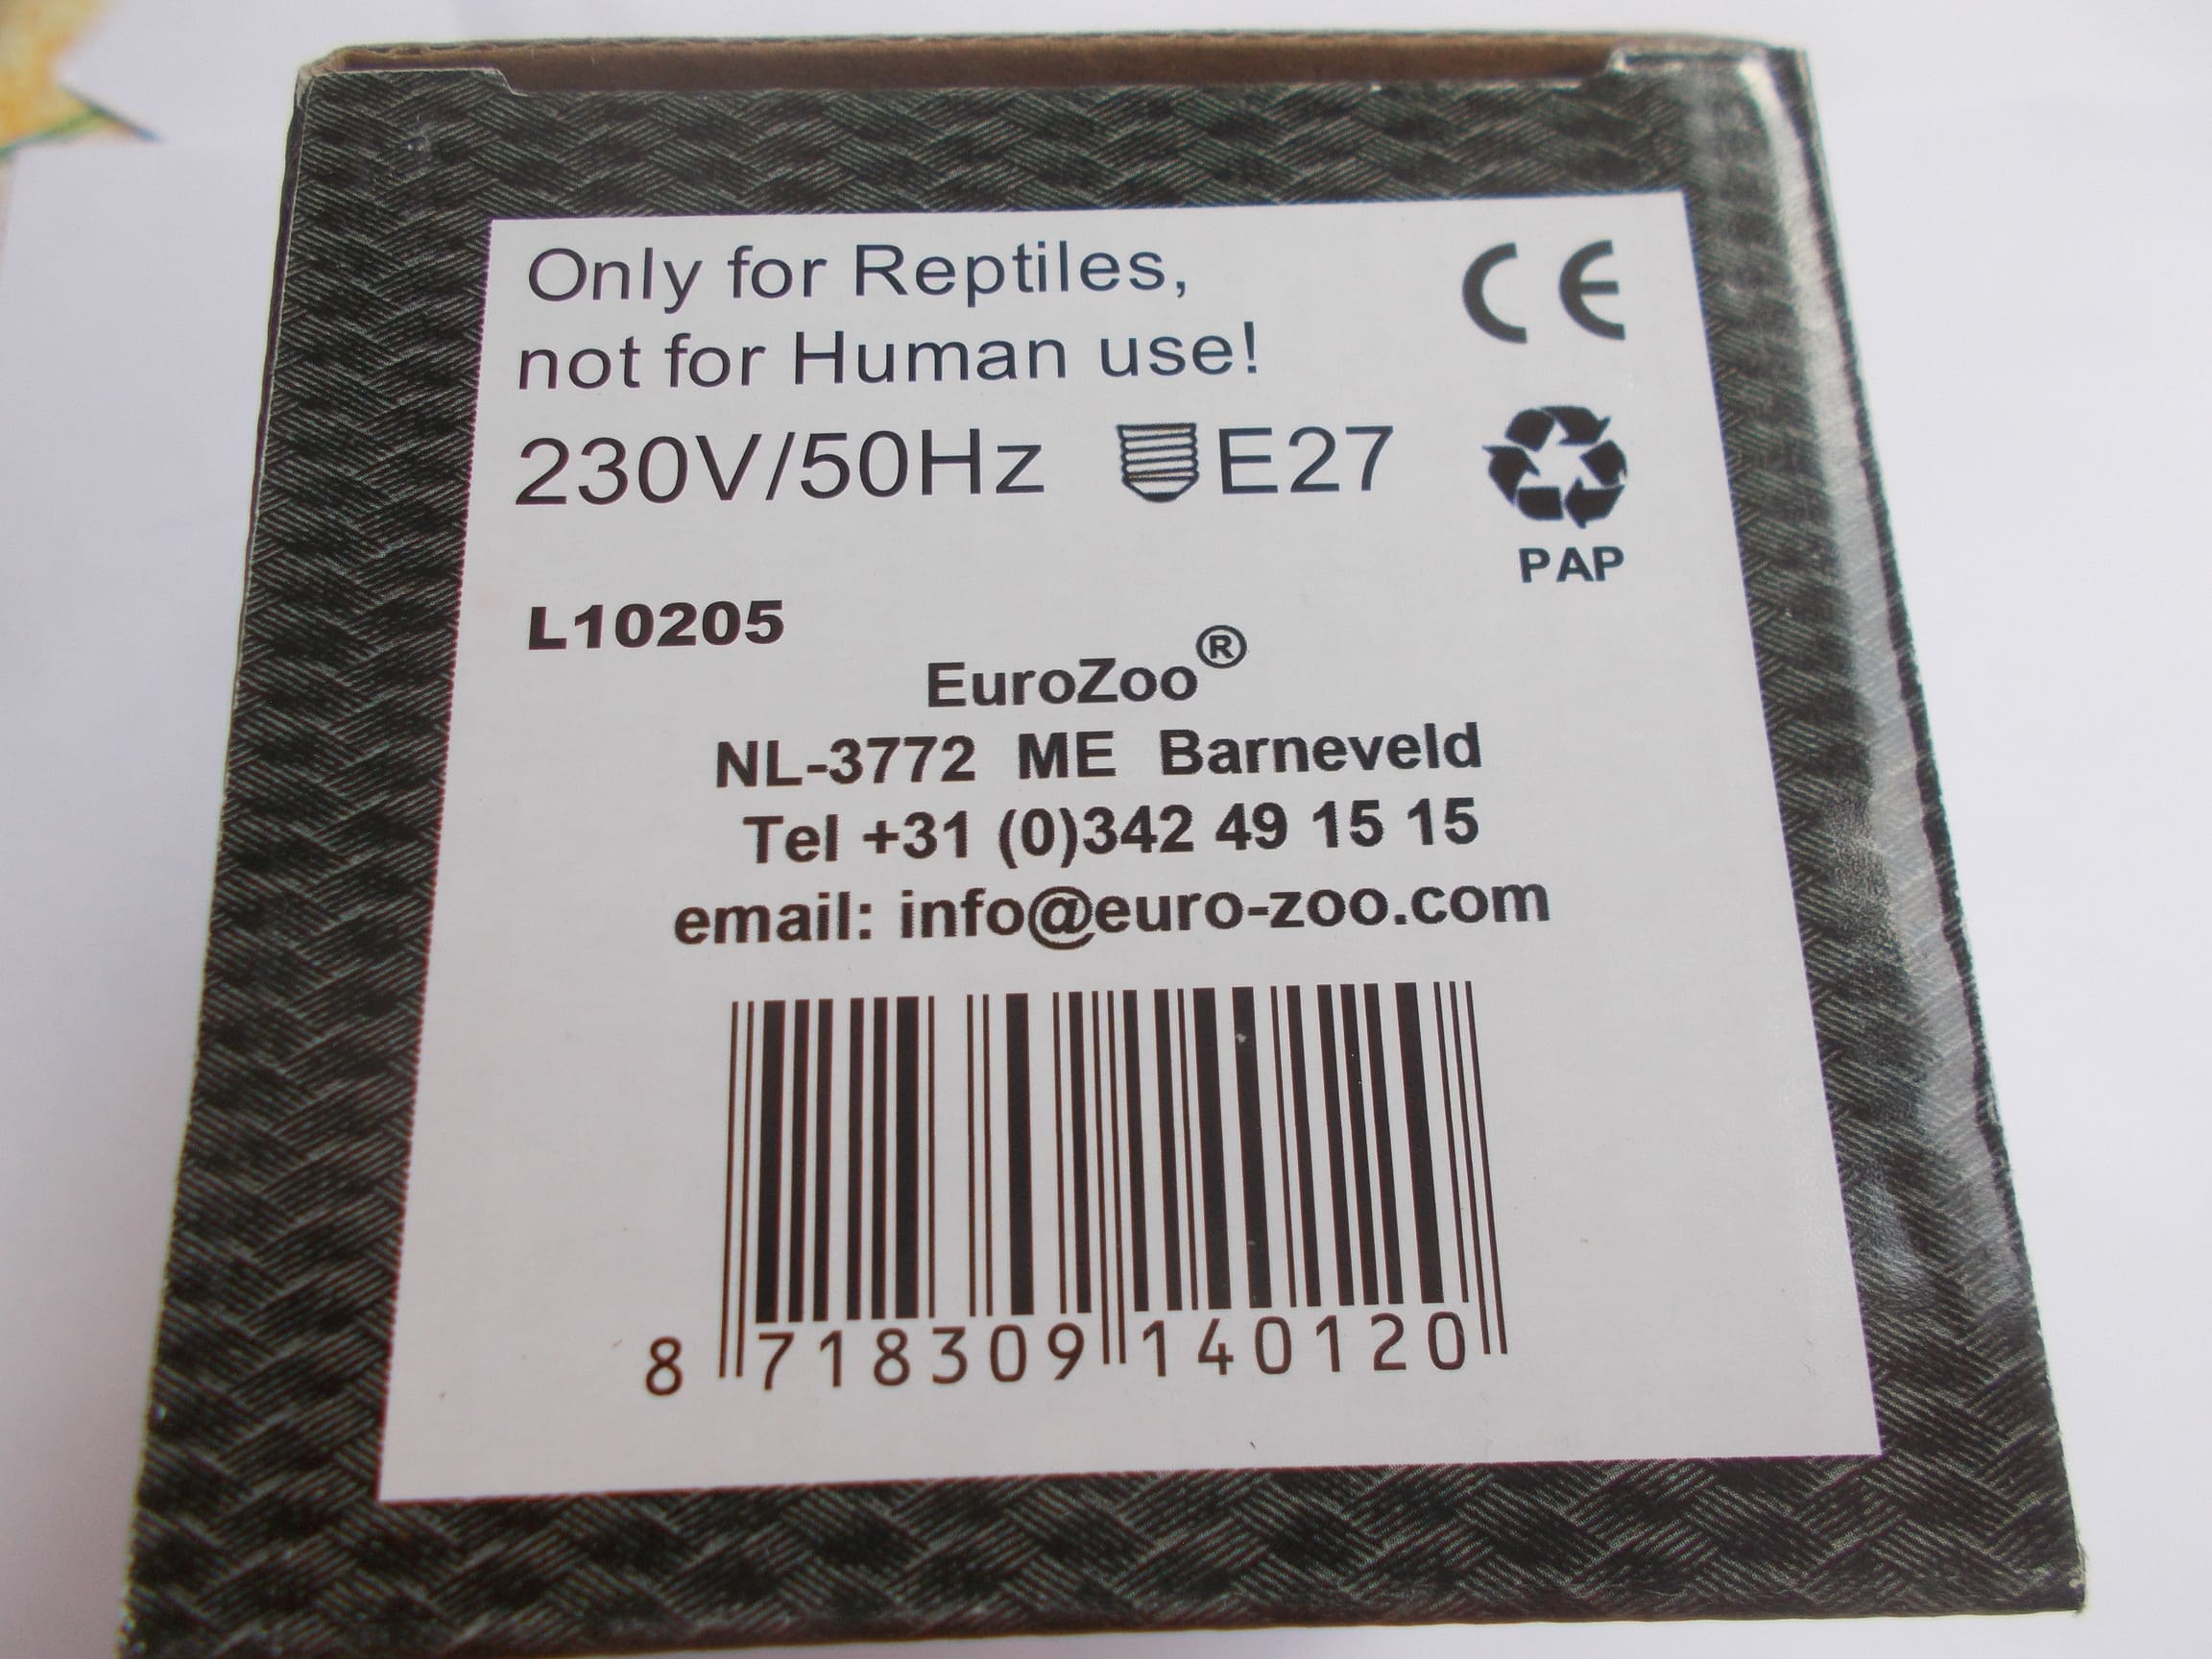 Only for Reptiles,
not for Human use!
CE
230V/50Hz E27
PAP
L10205
EuroZoo®
NL-3772 ME Barneveld
Tel +31 (0)342 49 15 15
email: info@euro-zoo.com
8 718309 140120